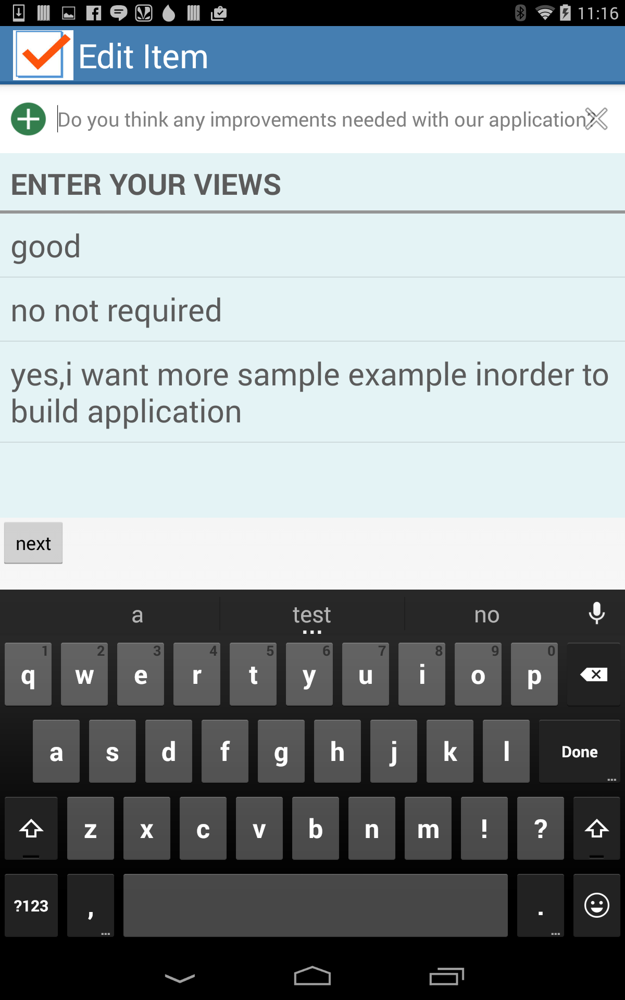 11:16
Edit Item
Do you think any improvements needed with our application?
ENTER YOUR VIEWS
good
no not required
yes,i want more sample example inorder to
build application
next
a test no
1 2 3 4 5 6 7 8 9 0
q w e r t y u i o p
a s d f g h j k l Done
z x c v b n m ! ?
?123 , .